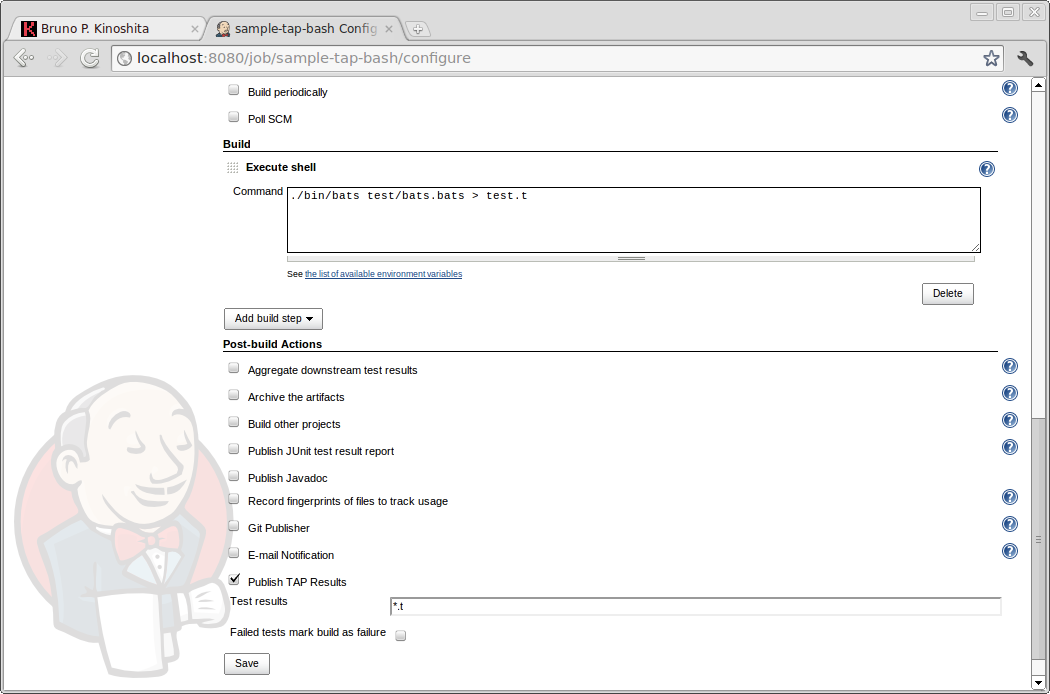 Bruno P. Kinoshita
sample-tap-bash Config
localhost:8080/job/sample-tap-bash/configure
Build periodically
Poll SCM
Build
Execute shell
Command
./bin/bats test/bats.bats > test.t
See the list of available environment variables
Delete
Add build step
Post-build Actions
Aggregate downstream test results
Archive the artifacts
Build other projects
Publish JUnit test result report
Publish Javadoc
Record fingerprints of files to track usage
Git Publisher
E-mail Notification
Publish TAP Results
Test results
*.t
Failed tests mark build as failure
Save